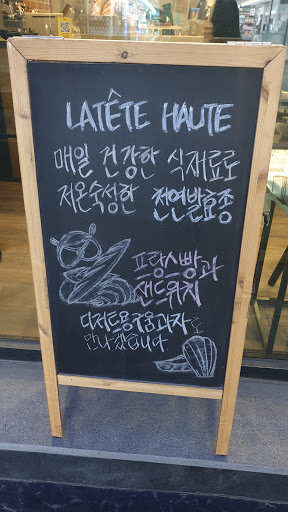 LATÊTE HAUTE
매일 건강한 식재료로
저온숙성한 천연발효종
프랑스빵과
샌드위치
디저트용구움과자로
만나겠습니다